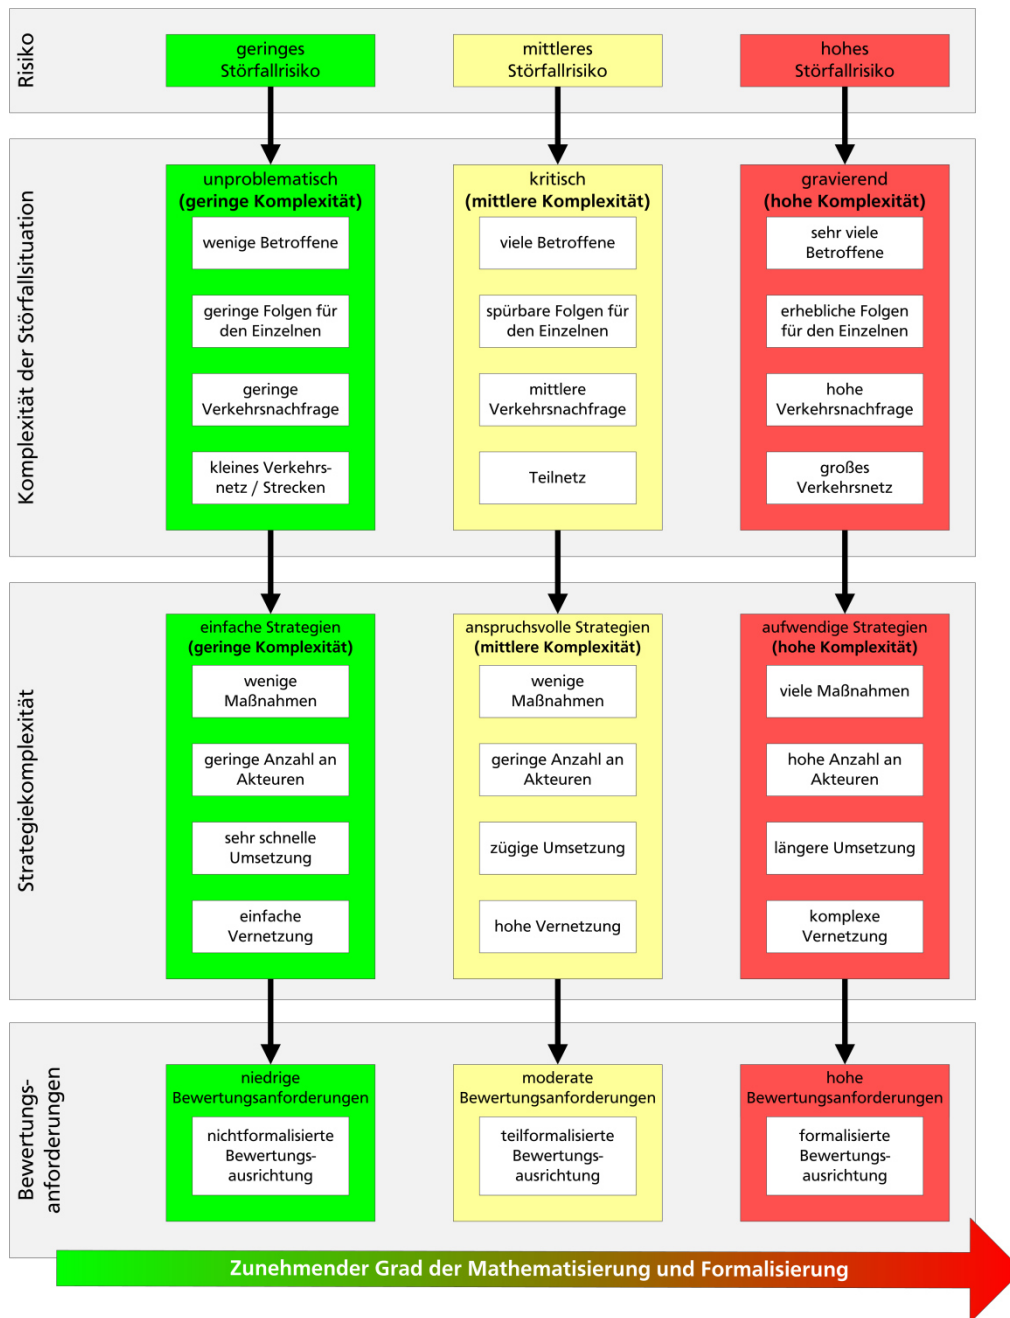 Risiko
geringes
Störfallrisiko
mittleres
Störfallrisiko
hohes
Störfallrisiko
Komplexität der Störfallsituation
unproblematisch
(geringe Komplexität)
wenige Betroffene
geringe Folgen für
den Einzelnen
geringe
Verkehrsnachfrage
kleines Verkehrs-
netz / Strecken
kritisch
(mittlere Komplexität)
viele Betroffene
spürbare Folgen für
den Einzelnen
mittlere
Verkehrsnachfrage
Teilnetz
gravierend
(hohe Komplexität)
sehr viele
Betroffene
erhebliche Folgen
für den Einzelnen
hohe
Verkehrsnachfrage
großes
Verkehrsnetz
Strategiekomplexität
einfache Strategien
(geringe Komplexität)
wenige
Maßnahmen
geringe Anzahl an
Akteuren
sehr schnelle
Umsetzung
einfache
Vernetzung
anspruchsvolle Strategien
(mittlere Komplexität)
wenige
Maßnahmen
geringe Anzahl an
Akteuren
zügige Umsetzung
hohe Vernetzung
aufwendige Strategien
(hohe Komplexität)
viele Maßnahmen
hohe Anzahl an
Akteuren
längere Umsetzung
komplexe
Vernetzung
Bewertungs-
anforderungen
niedrige
Bewertungsanforderungen
nichtformalisierte
Bewertungs-
ausrichtung
moderate
Bewertungsanforderungen
teilformalisierte
Bewertungs-
ausrichtung
hohe
Bewertungsanforderungen
formalisierte
Bewertungs-
ausrichtung
Zunehmender Grad der Mathematisierung und Formalisierung